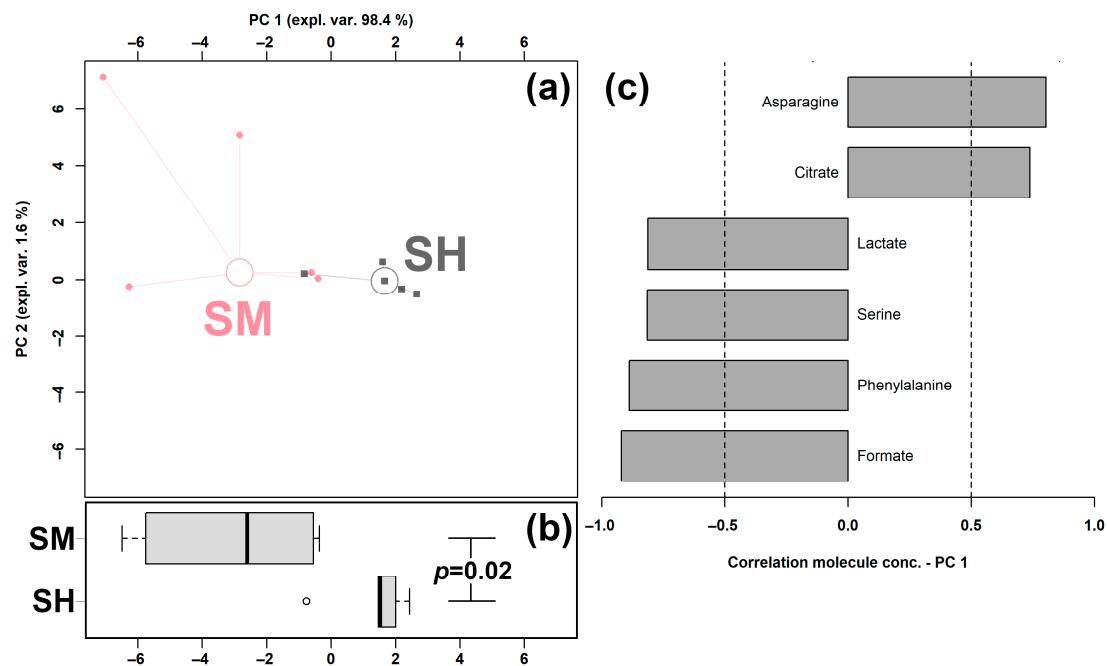 PC 1 (expl. var. 98.4 %)
−6 −4 −2 0 2 4 6
(a)
PC 2 (expl. var. 1.6 %)
6
4
2
0
−2
−4
−6
SH
SM
(b)
SM
SH
p=0.02
−6 −4 −2 0 2 4 6
(c)
Asparagine
Citrate
Lactate
Serine
Phenylalanine
Formate
−1.0 −0.5 0.0 0.5 1.0
Correlation molecule conc. - PC 1